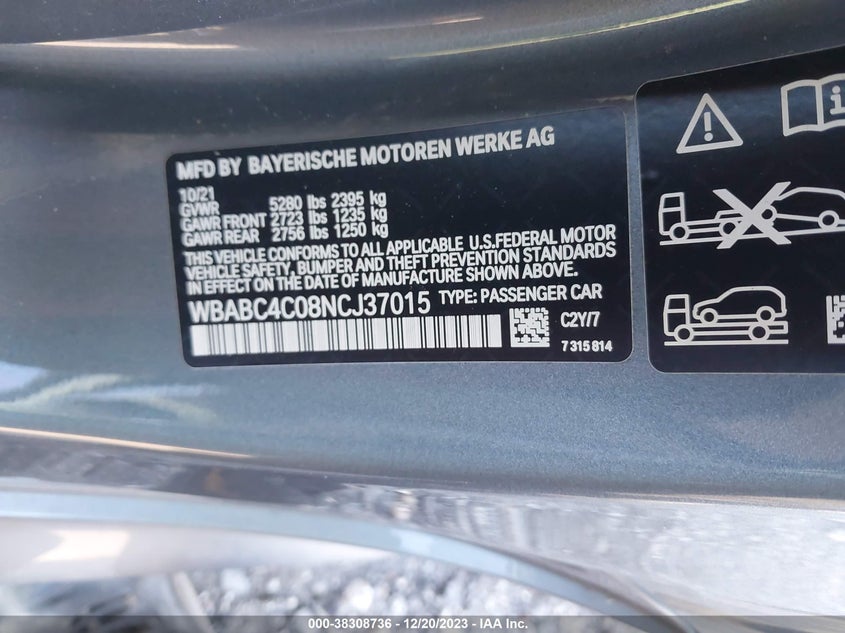 MFD BY BAYERISCHE MOTOREN WERKE AG
10/21
GVWR 5280 lbs 2395 kg
GAWR FRONT 2723 lbs 1235 kg
GAWR REAR 2756 lbs 1250 kg
THIS VEHICLE CONFORMS TO ALL APPLICABLE U.S.FEDERAL MOTOR
VEHICLE SAFETY, BUMPER AND THEFT PREVENTION STANDARDS
IN EFFECT ON THE DATE OF MANUFACTURE SHOWN ABOVE.
WBABC4C08NCJ37015 TYPE: PASSENGER CAR
C2Y/7
7 315 814
000-38308736 - 12/20/2023 - IAA Inc.